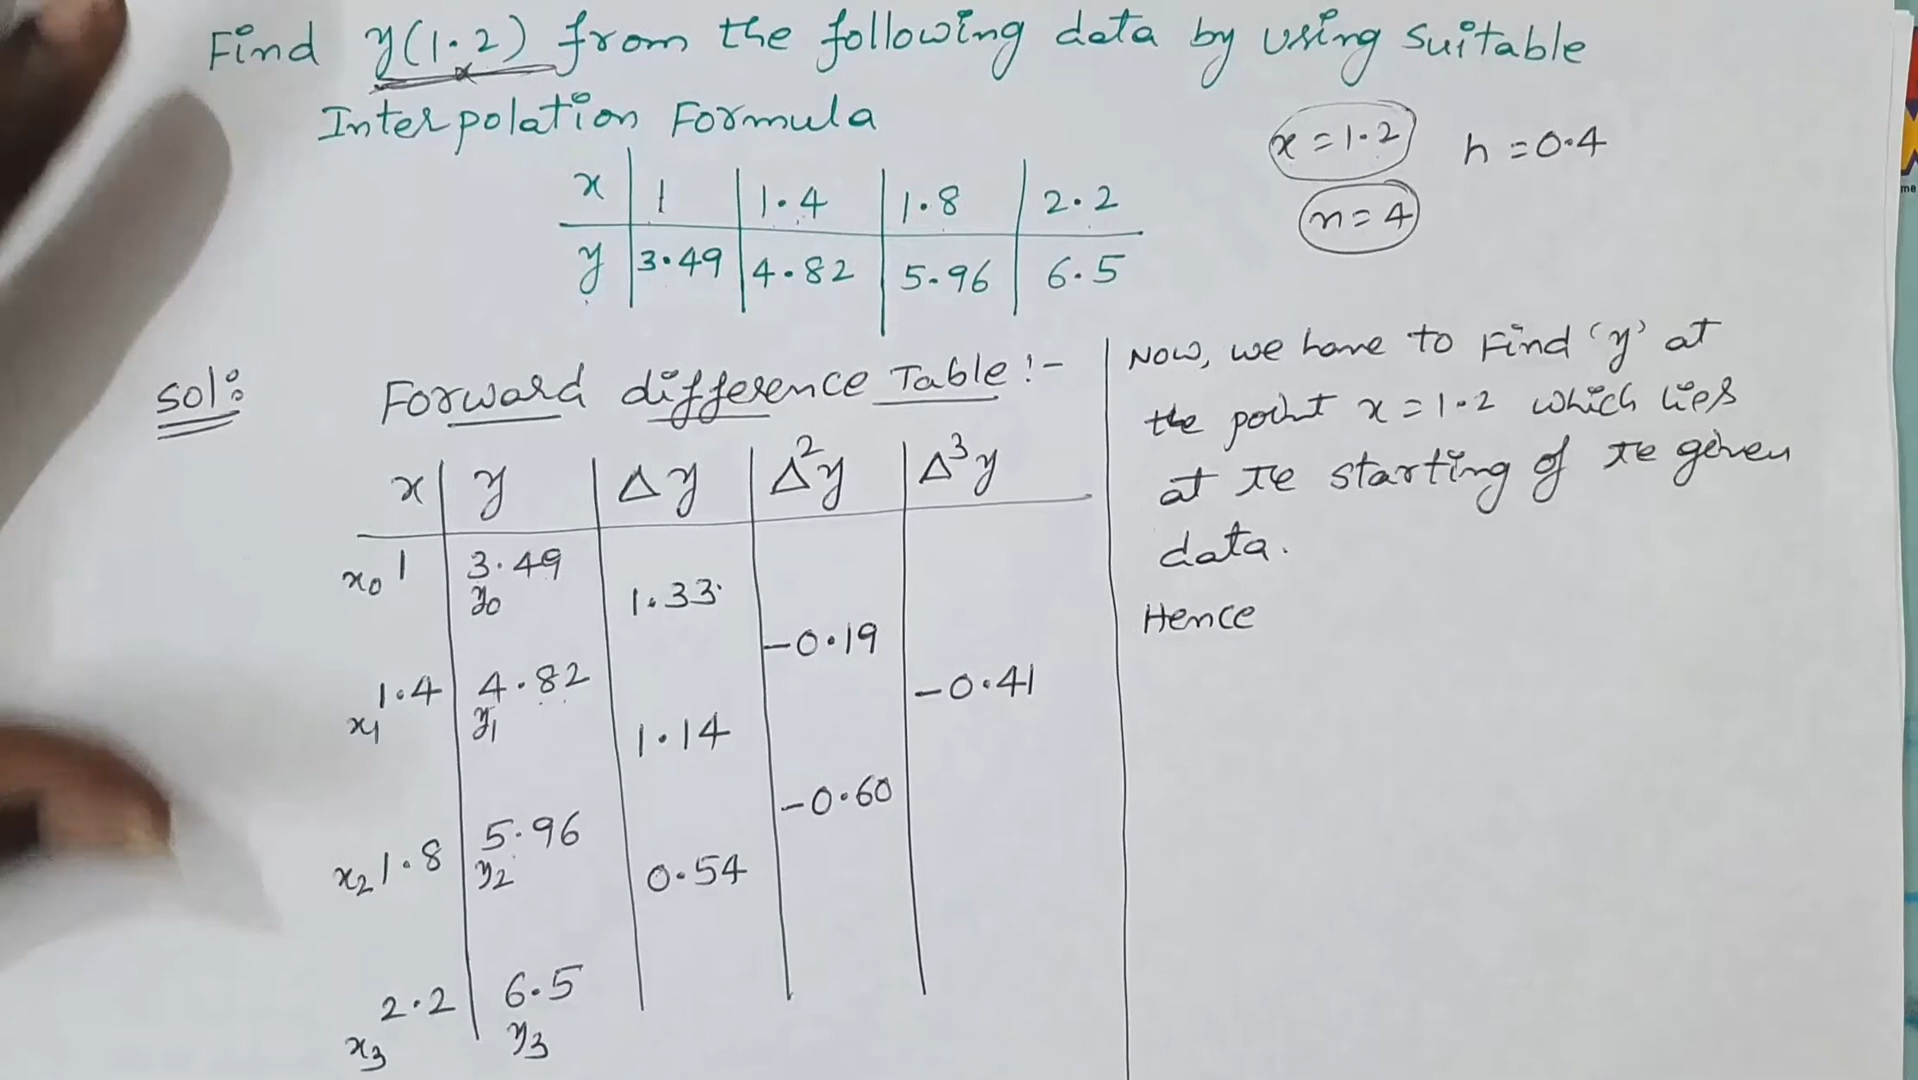 Find y(1.2) from the following data by using suitable
Interpolation Formula
x = 1.2 h = 0.4
n = 4
x 1 1.4 1.8 2.2
y 3.49 4.82 5.96 6.5
Sol:
Forward difference Table :-
x y Δy Δ²y Δ³y
x₀ 1 3.49 y₀
1.33
-0.19
x₁ 1.4 4.82 y₁
-0.41
1.14
-0.60
x₂ 1.8 5.96 y₂
0.54
x₃ 2.2 6.5 y₃
Now, we have to Find 'y' at
the point x = 1.2 which lies
at the starting of the given
data.
Hence
me